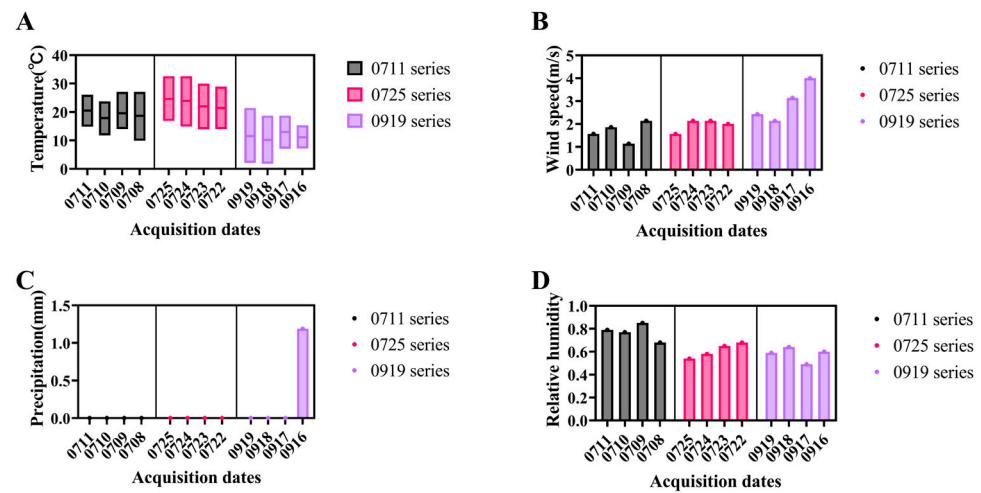 A
Temperature(℃)
40
30
20
10
0
0711
0710
0709
0708
0725
0724
0723
0722
0919
0918
0917
0916
Acquisition dates
0711 series
0725 series
0919 series
B
Wind speed(m/s)
5
4
3
2
1
0
0711
0710
0709
0708
0725
0724
0723
0722
0919
0918
0917
0916
Acquisition dates
0711 series
0725 series
0919 series
C
Precipitation(mm)
1.5
1.0
0.5
0.0
0711
0710
0709
0708
0725
0724
0723
0722
0919
0918
0917
0916
Acquisition dates
0711 series
0725 series
0919 series
D
Relative humidity
1.0
0.8
0.6
0.4
0.2
0.0
0711
0710
0709
0708
0725
0724
0723
0722
0919
0918
0917
0916
Acquisition dates
0711 series
0725 series
0919 series